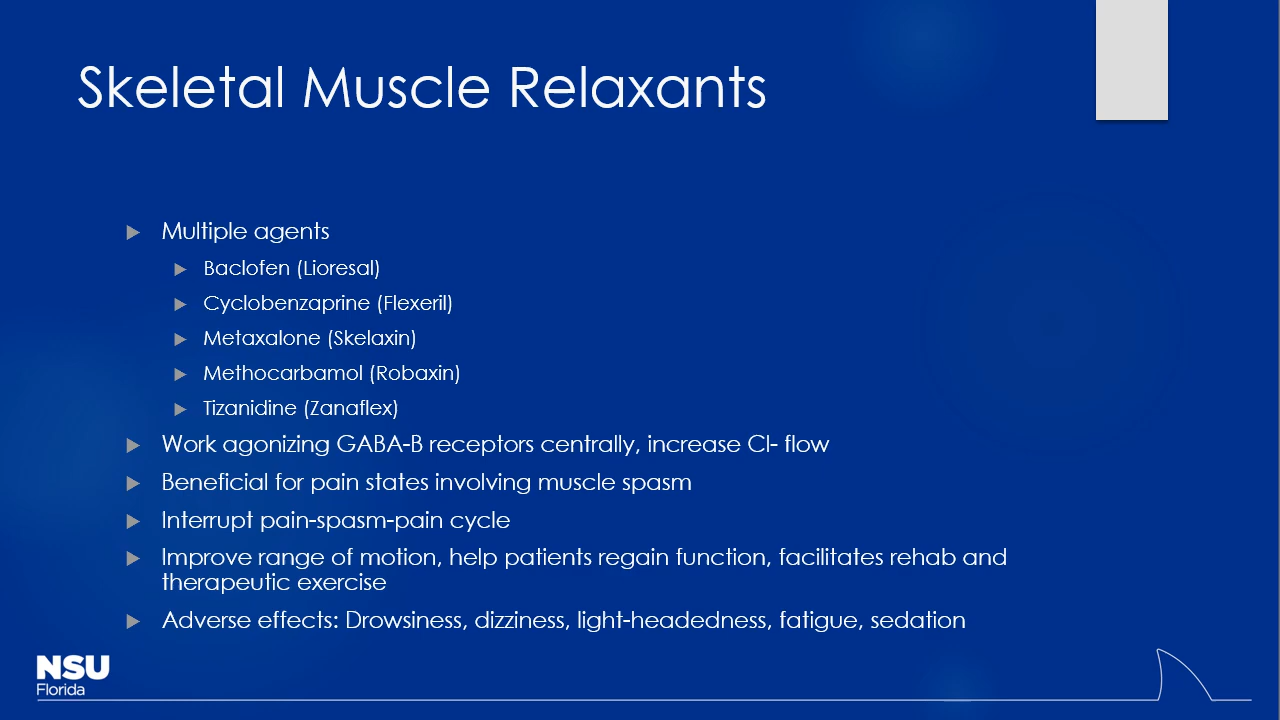 Skeletal Muscle Relaxants
Multiple agents
Baclofen (Lioresal)
Cyclobenzaprine (Flexeril)
Metaxalone (Skelaxin)
Methocarbamol (Robaxin)
Tizanidine (Zanaflex)
Work agonizing GABA-B receptors centrally, increase Cl- flow
Beneficial for pain states involving muscle spasm
Interrupt pain-spasm-pain cycle
Improve range of motion, help patients regain function, facilitates rehab and
therapeutic exercise
Adverse effects: Drowsiness, dizziness, light-headedness, fatigue, sedation
NSU
Florida